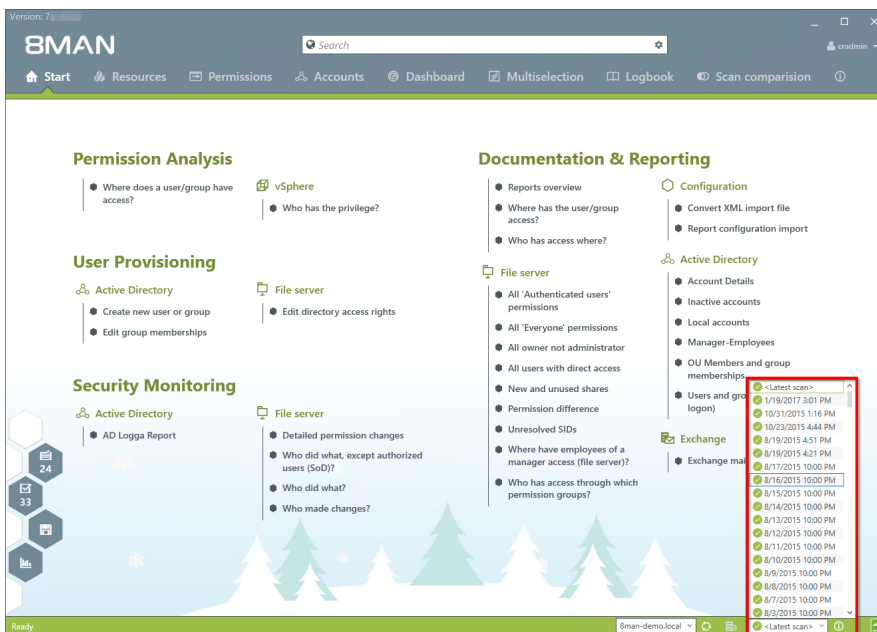 Version: 7
8MAN
Search
cradmin
Start
Resources
Permissions
Accounts
Dashboard
Multiselection
Logbook
Scan comparision
Permission Analysis
Where does a user/group have
access?
vSphere
Who has the privilege?
User Provisioning
Active Directory
Create new user or group
Edit group memberships
File server
Edit directory access rights
Security Monitoring
Active Directory
AD Logga Report
File server
Detailed permission changes
Who did what, except authorized
users (SoD)?
Who did what?
Who made changes?
Documentation & Reporting
Reports overview
Where has the user/group
access?
Who has access where?
File server
All 'Authenticated users'
permissions
All 'Everyone' permissions
All owner not administrator
All users with direct access
New and unused shares
Permission difference
Unresolved SIDs
Where have employees of a
manager access (file server)?
Who has access through which
permission groups?
Configuration
Convert XML import file
Report configuration import
Active Directory
Account Details
Inactive accounts
Local accounts
Manager-Employees
OU Members and group
memberships
Users and gro
logon)
Exchange
Exchange mai
<Latest scan>
1/19/2017 3:01 PM
10/31/2015 1:16 PM
10/23/2015 4:44 PM
8/19/2015 4:51 PM
8/19/2015 4:21 PM
8/17/2015 10:00 PM
8/16/2015 10:00 PM
8/15/2015 10:00 PM
8/14/2015 10:00 PM
8/13/2015 10:00 PM
8/12/2015 10:00 PM
8/11/2015 10:00 PM
8/10/2015 10:00 PM
8/9/2015 10:00 PM
8/8/2015 10:00 PM
8/7/2015 10:00 PM
8/3/2015 10:00 PM
24
33
Ready
8man-demo.local
<Latest scan>